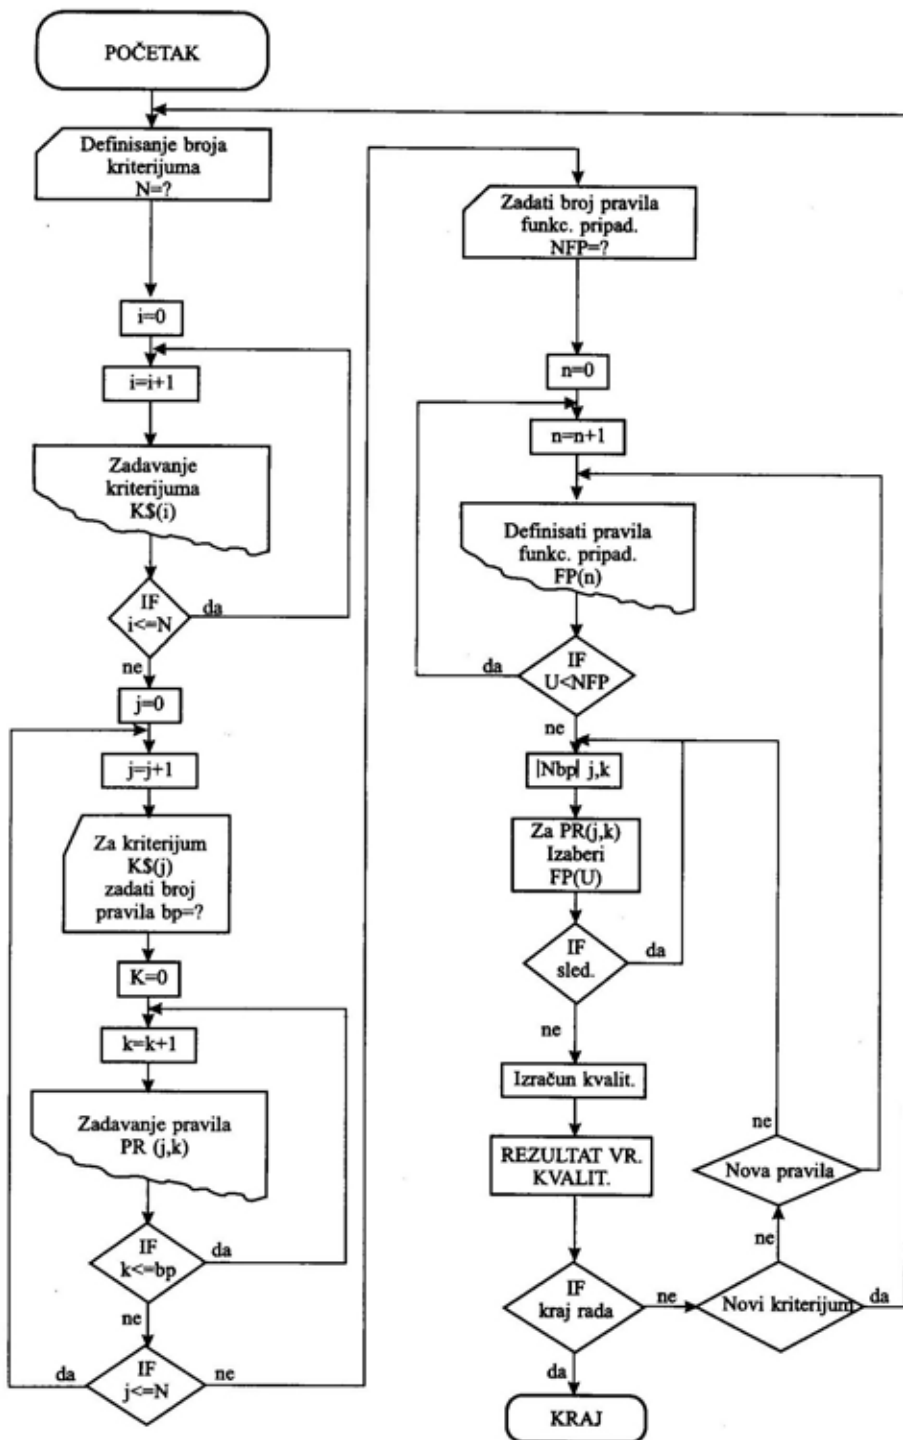 POČETAK
Definisanje broja
kriterijuma
N=?
i=0
i=i+1
Zadavanje
kriterijuma
K$(i)
IF
i<=N
da
ne
j=0
j=j+1
Za kriterijum
K$(j)
zadati broj
pravila bp=?
K=0
k=k+1
Zadavanje pravila
PR (j,k)
IF
k<=bp
da
ne
IF
j<=N
da
ne
Zadati broj pravila
funkc. pripad.
NFP=?
n=0
n=n+1
Definisati pravila
funkc. pripad.
FP(n)
IF
U<NFP
da
ne
|Nbp| j,k
Za PR(j,k)
Izaberi
FP(U)
IF
sled.
da
ne
Izračun kvalit.
REZULTAT VR.
KVALIT.
IF
kraj rada
ne
da
Novi kriterijum
da
ne
Nova pravila
ne
KRAJ